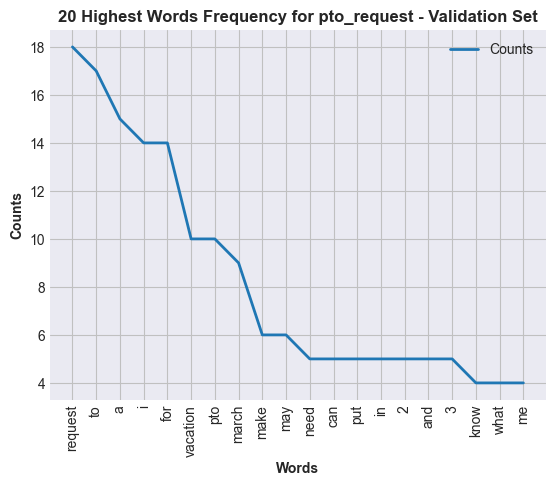 20 Highest Words Frequency for pto_request - Validation Set
Counts
18
16
14
12
10
8
6
4
Counts
request
to
a
i
for
vacation
pto
march
make
may
need
can
put
in
2
and
3
know
what
me
Words